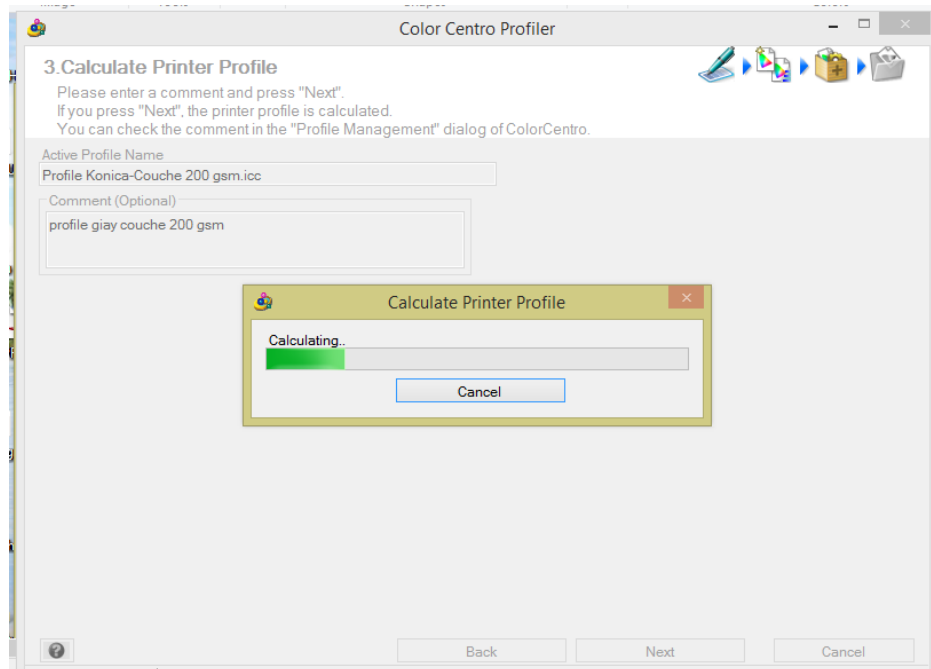 Color Centro Profiler
3.Calculate Printer Profile
Please enter a comment and press "Next".
If you press "Next", the printer profile is calculated.
You can check the comment in the "Profile Management" dialog of ColorCentro.
Active Profile Name
Profile Konica-Couche 200 gsm.icc
Comment (Optional)
profile giay couche 200 gsm
Calculate Printer Profile
Calculating..
Cancel
Back Next Cancel